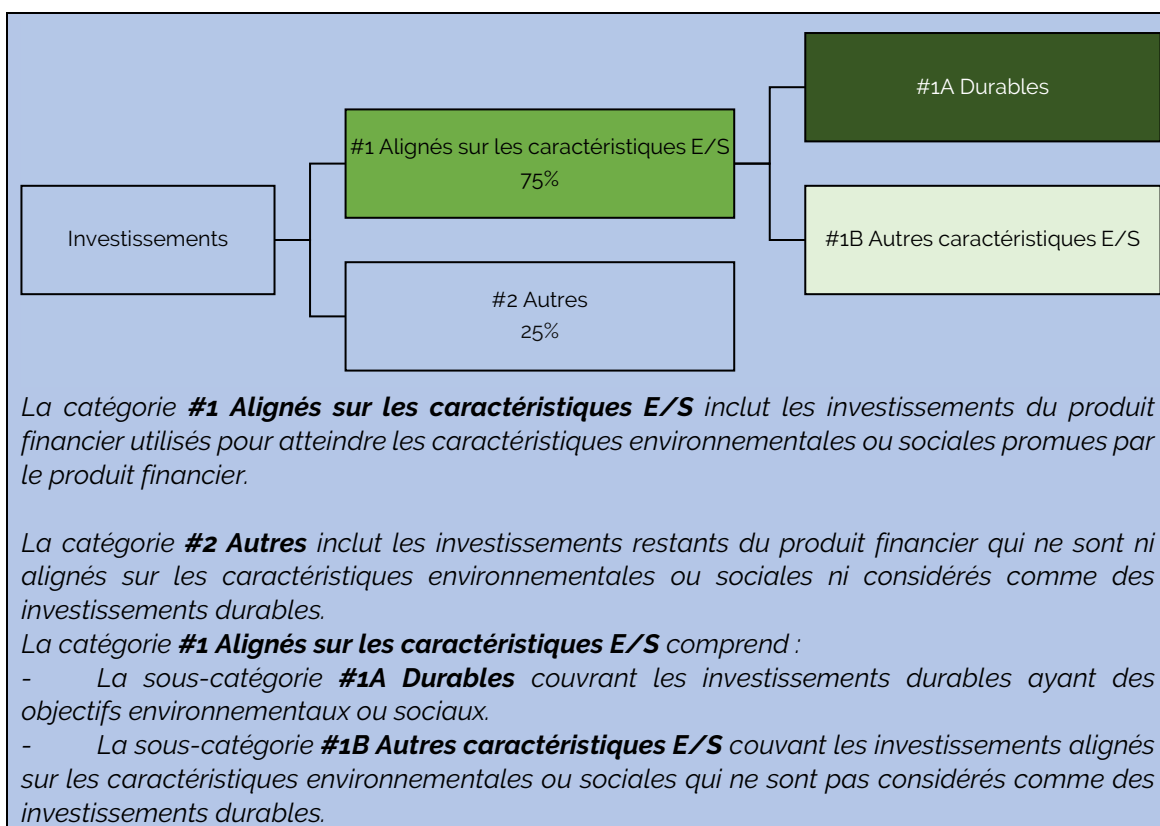 #1A Durables
#1 Alignés sur les caractéristiques E/S
75%
Investissements
#1B Autres caractéristiques E/S
#2 Autres
25%
La catégorie #1 Alignés sur les caractéristiques E/S inclut les investissements du produit
financier utilisés pour atteindre les caractéristiques environnementales ou sociales promues par
le produit financier.
La catégorie #2 Autres inclut les investissements restants du produit financier qui ne sont ni
alignés sur les caractéristiques environnementales ou sociales ni considérés comme des
investissements durables.
La catégorie #1 Alignés sur les caractéristiques E/S comprend :
- La sous-catégorie #1A Durables couvrant les investissements durables ayant des
objectifs environnementaux ou sociaux.
- La sous-catégorie #1B Autres caractéristiques E/S couvant les investissements alignés
sur les caractéristiques environnementales ou sociales qui ne sont pas considérés comme des
investissements durables.